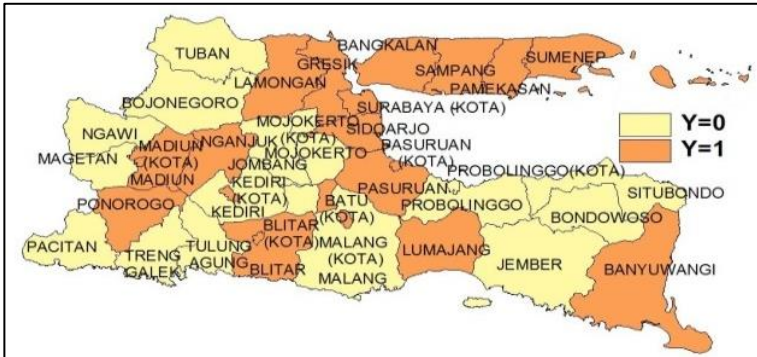 TUBAN
BANGKALAN
GRESIK
SUMENEP
LAMONGAN
SAMPANG
PAMEKASAN
BOJONEGORO
SURABAYA (KOTA)
Y=0
NGAWI
MOJOKERTO
(KOTA)
SIDOARJO
MADIUN
(KOTA)
NGANJUK
MOJOKERTO
PASURUAN
(KOTA)
Y=1
MAGETAN
JOMBANG
PROBOLINGGO(KOTA)
MADIUN
KEDIRI
(KOTA)
PASURUAN
SITUBONDO
PONOROGO
KEDIRI
BATU
(KOTA)
PROBOLINGGO
BONDOWOSO
BLITAR
(KOTA)
PACITAN
TRENG
GALEK
TULUNG
AGUNG
BLITAR
MALANG
(KOTA)
MALANG
LUMAJANG
JEMBER
BANYUWANGI